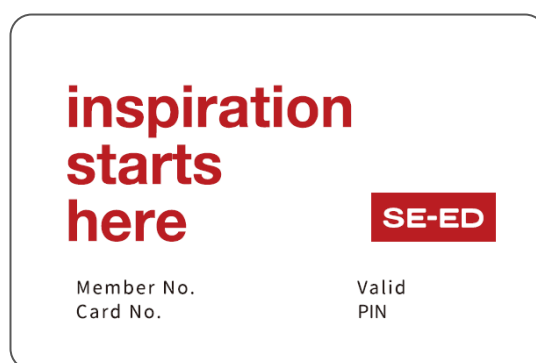 inspiration
starts
here
SE-ED
Member No. Valid
Card No. PIN